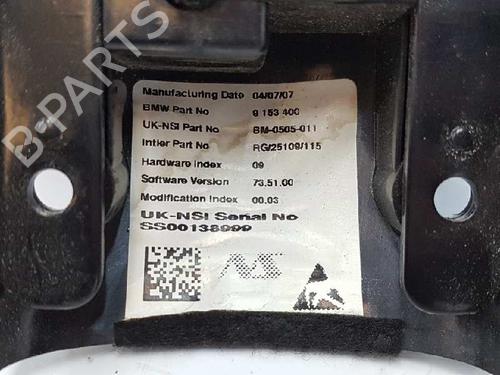 B-PARTS
Manufacturing Date 04/07/07
BMW Part No 9 153 400
UK-NSI Part No BM-0505-011
Intier Part No RG/25109/115
Hardware Index 09
Software Version 73.51.00
Modification Index 00.03
UK-NSI Serial No
SS00138999